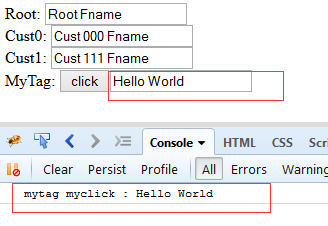 Root: Root Fname
Cust0: Cust 000 Fname
Cust1: Cust 111 Fname
MyTag: click Hello World
Console HTML CSS Scri
Clear Persist Profile All Errors Warning
mytag myclick : Hello World